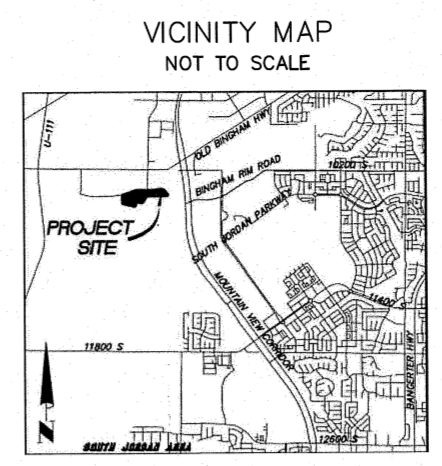 VICINITY MAP
NOT TO SCALE
U-111
OLD BINGHAM HWY
BINGHAM RIM ROAD
10200 S
SOUTH JORDAN PARKWAY
PROJECT
SITE
MOUNTAIN VIEW CORRIDOR
11400 S
11800 S
BANGERTER HWY
N
12600 S
SOUTH JORDAN